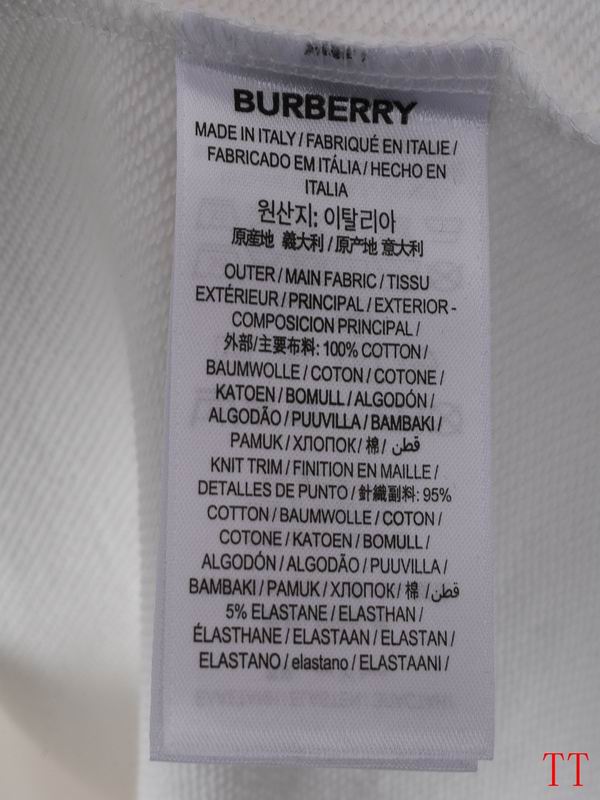 BURBERRY
MADE IN ITALY / FABRIQUÉ EN ITALIE /
FABRICADO EM ITÁLIA / HECHO EN
ITALIA
원산지: 이탈리아
原産地 義大利 / 原产地 意大利
OUTER / MAIN FABRIC / TISSU
EXTÉRIEUR / PRINCIPAL / EXTERIOR -
COMPOSICION PRINCIPAL /
外部/主要布料: 100% COTTON /
BAUMWOLLE / COTON / COTONE /
KATOEN / BOMULL / ALGODÓN /
ALGODÃO / PUUVILLA / BAMBAKI /
PAMUK / ХЛОПОК / 棉/ قطن
KNIT TRIM / FINITION EN MAILLE /
DETALLES DE PUNTO / 針織副料: 95%
COTTON / BAUMWOLLE / COTON /
COTONE / KATOEN / BOMULL /
ALGODÓN / ALGODÃO / PUUVILLA /
BAMBAKI / PAMUK / ХЛОПОК / 棉 / قطن
5% ELASTANE / ELASTHAN /
ÉLASTHANE / ELASTAAN / ELASTAN /
ELASTANO / elastano / ELASTAANI /
TT